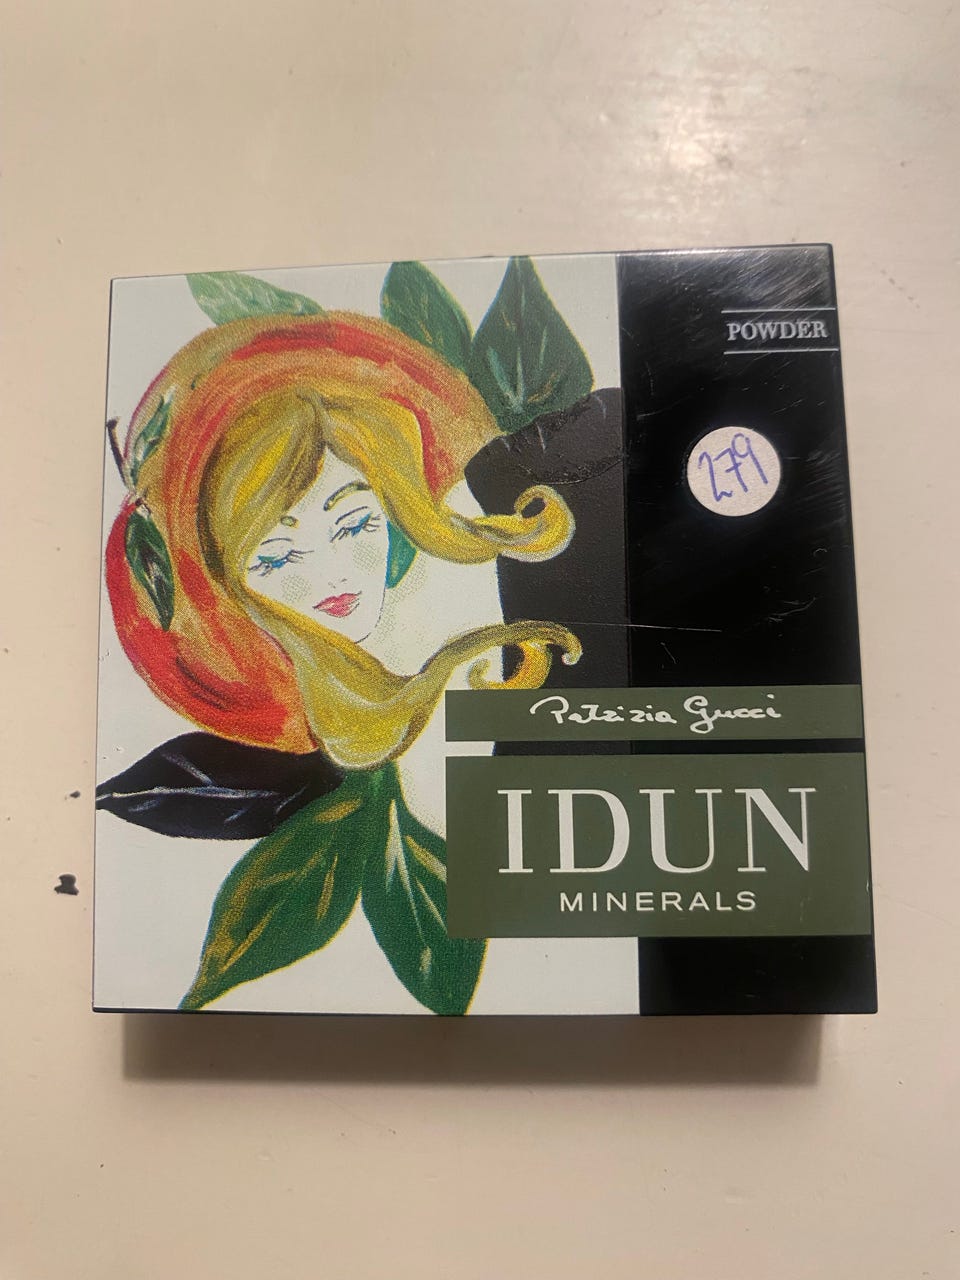 POWDER
279
Patrizia Gucci
IDUN
MINERALS